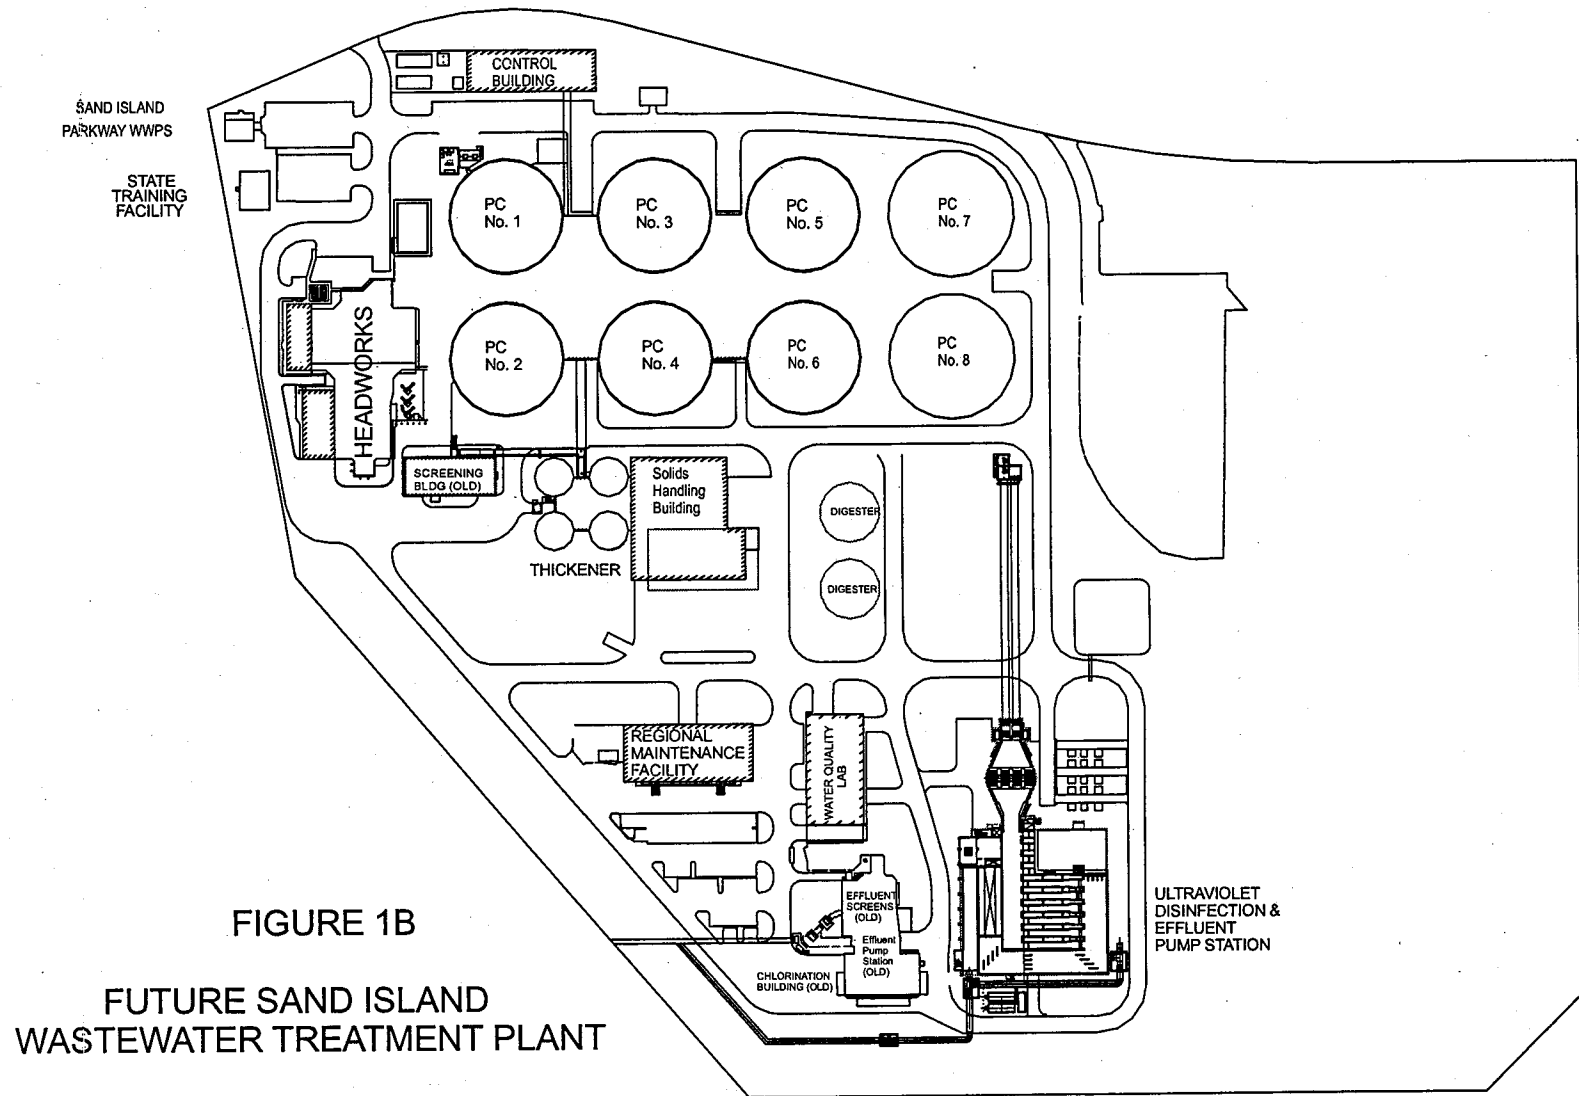 CONTROL
BUILDING
SAND ISLAND
PARKWAY WWPS
STATE
TRAINING
FACILITY
PC
No. 1
PC
No. 3
PC
No. 5
PC
No. 7
HEADWORKS
PC
No. 2
PC
No. 4
PC
No. 6
PC
No. 8
SCREENING
BLDG (OLD)
Solids
Handling
Building
DIGESTER
THICKENER
DIGESTER
REGIONAL
MAINTENANCE
FACILITY
WATER QUALITY
LAB
EFFLUENT
SCREENS
(OLD)
Effluent
Pump
Station
(OLD)
CHLORINATION
BUILDING (OLD)
ULTRAVIOLET
DISINFECTION &
EFFLUENT
PUMP STATION
FIGURE 1B
FUTURE SAND ISLAND
WASTEWATER TREATMENT PLANT